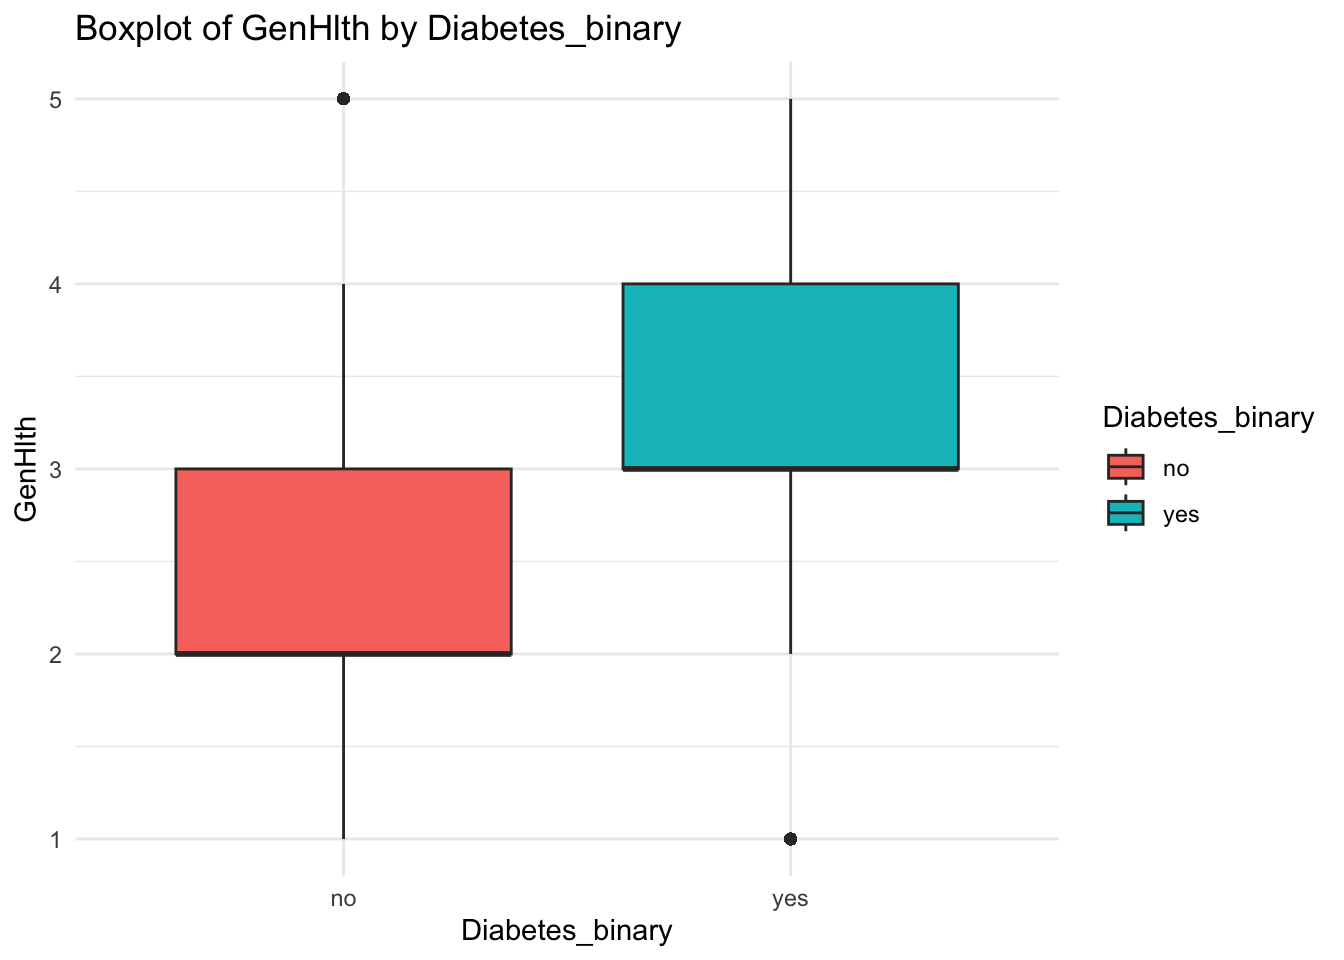 Boxplot of GenHlth by Diabetes_binary
5
4
3
2
1
GenHlth
no
yes
Diabetes_binary
Diabetes_binary
no
yes